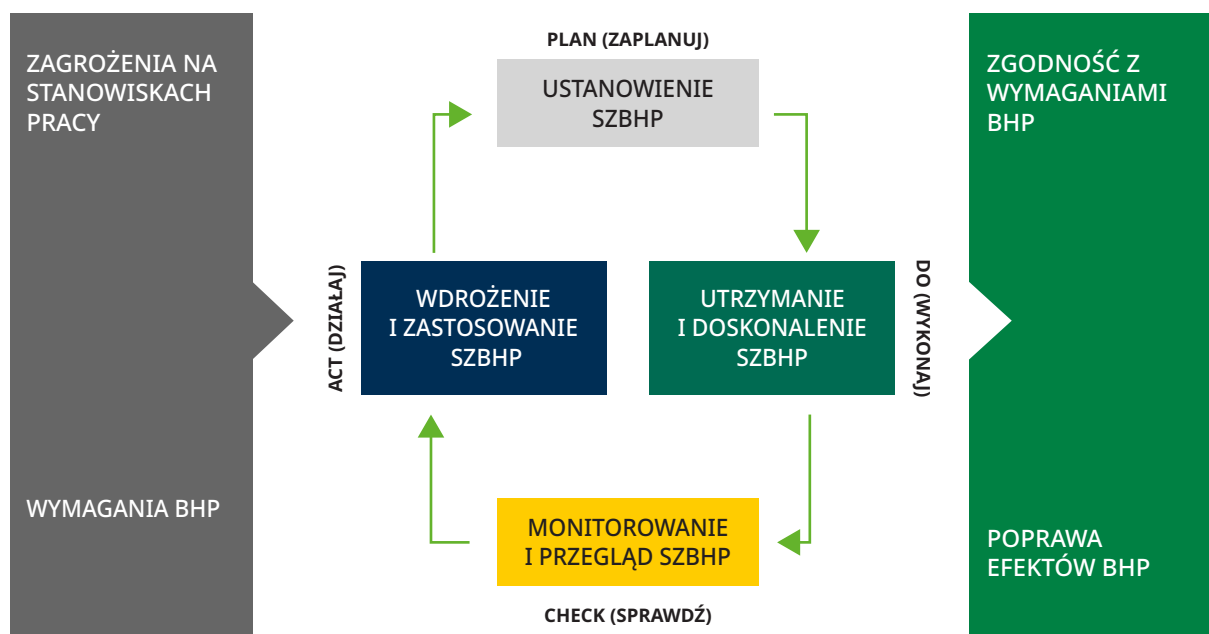 ZAGROŻENIA NA
STANOWISKACH
PRACY
WYMAGANIA BHP
PLAN (ZAPLANUJ)
USTANOWIENIE
SZBHP
ACT (DZIAŁAJ)
WDROŻENIE
I ZASTOSOWANIE
SZBHP
UTRZYMANIE
I DOSKONALENIE
SZBHP
DO (WYKONAJ)
MONITOROWANIE
I PRZEGLĄD SZBHP
CHECK (SPRAWDŹ)
ZGODNOŚĆ Z
WYMAGANIAMI
BHP
POPRAWA
EFEKTÓW BHP